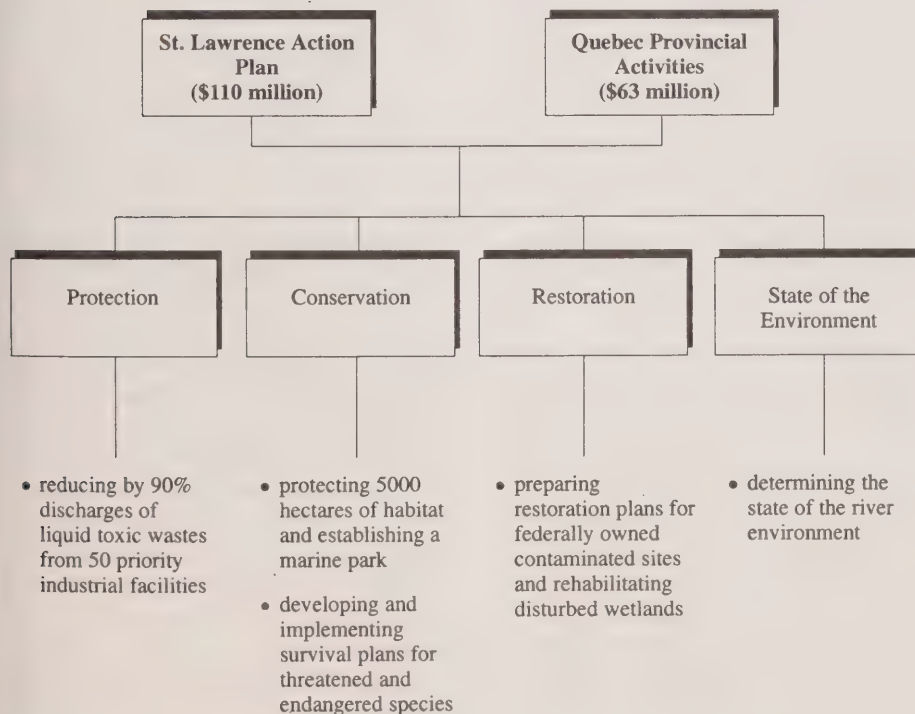 St. Lawrence Action
Plan
($110 million)
Quebec Provincial
Activities
($63 million)
Protection
Conservation
Restoration
State of the
Environment
• reducing by 90%
discharges of
liquid toxic wastes
from 50 priority
industrial facilities
• protecting 5000
hectares of habitat
and establishing a
marine park
• developing and
implementing
survival plans for
threatened and
endangered species
• preparing
restoration plans for
federally owned
contaminated sites
and rehabilitating
disturbed wetlands
• determining the
state of the river
environment